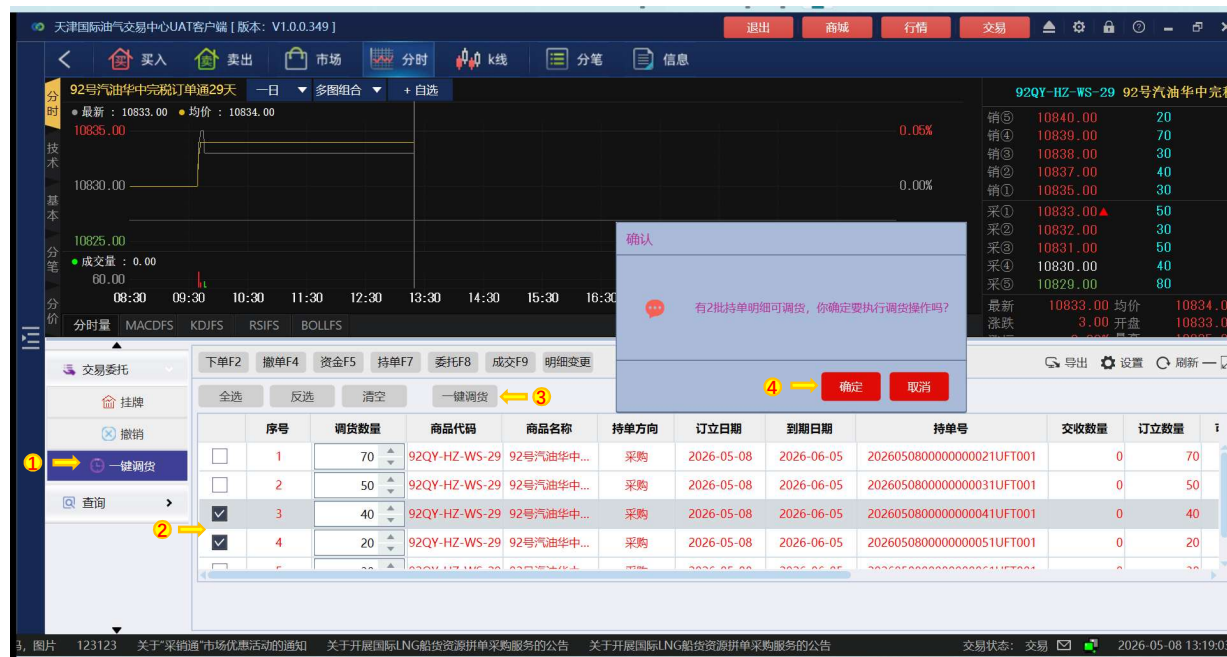 天津国际油气交易中心UAT客户端 [ 版本：V1.0.0.349 ] 退出 商城 行情 交易
买 买入 卖 卖出 市场 分时 k线 分笔 信息
分时 技术 基本 分笔 分价
92号汽油华中完税订单通29天 一日 多图组合 + 自选
最新 : 10833.00 均价 : 10834.00
10835.00 0.05%
10830.00 0.00%
10825.00
成交量 : 0.00
60.00
08:30 09:30 10:30 11:30 12:30 13:30 14:30 15:30 16:30
分时量 MACDFS KDJFS RSIFS BOLLFS
92QY-HZ-WS-29 92号汽油华中完税
销⑤ 10840.00 20
销④ 10839.00 70
销③ 10838.00 30
销② 10837.00 40
销① 10835.00 30
采① 10833.00▲ 50
采② 10832.00 30
采③ 10831.00 50
采④ 10830.00 40
采⑤ 10829.00 80
最新 10833.00 均价 10834.0
涨跌 3.00 开盘 10833.0
确认
有2批持单明细可调货，你确定要执行调货操作吗?
④ 确定 取消
交易委托
挂牌
撤销
① 一键调货
查询
下单F2 撤单F4 资金F5 持单F7 委托F8 成交F9 明细变更 导出 设置 刷新
全选 反选 清空 一键调货 ③
序号 调货数量 商品代码 商品名称 持单方向 订立日期 到期日期 持单号 交收数量 订立数量
1 70 92QY-HZ-WS-29 92号汽油华中... 采购 2026-05-08 2026-06-05 2026050800000000021UFT001 0 70
2 50 92QY-HZ-WS-29 92号汽油华中... 采购 2026-05-08 2026-06-05 2026050800000000031UFT001 0 50
②
3 40 92QY-HZ-WS-29 92号汽油华中... 采购 2026-05-08 2026-06-05 2026050800000000041UFT001 0 40
4 20 92QY-HZ-WS-29 92号汽油华中... 采购 2026-05-08 2026-06-05 2026050800000000051UFT001 0 20
码, 图片 123123 关于“采销通”市场优惠活动的通知 关于开展国际LNG船货资源拼单采购服务的公告 关于开展国际LNG船货资源拼单采购服务的公告 交易状态: 交易 2026-05-08 13:19:0